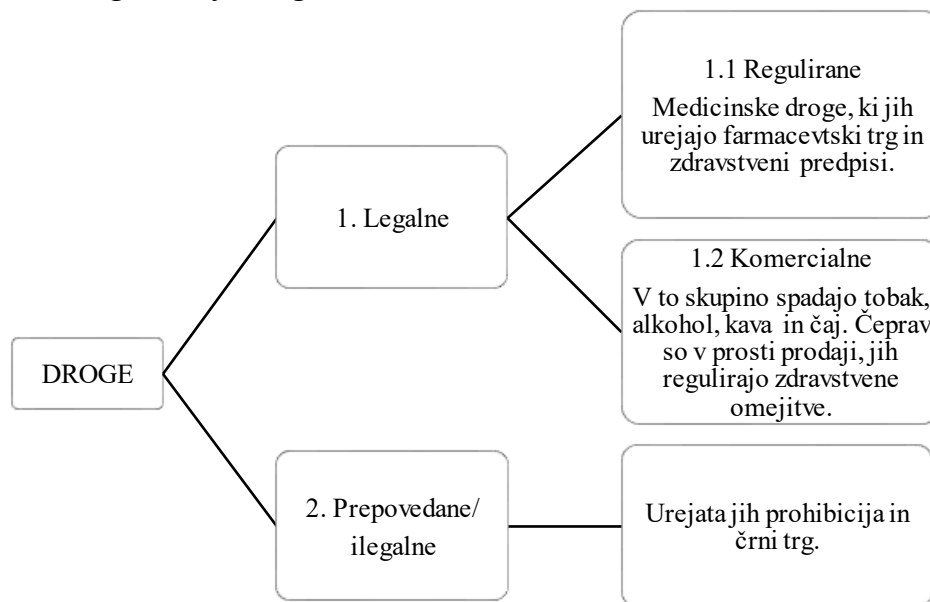 DROGE
1. Legalne
1.1 Regulirane
Medicinske droge, ki jih
urejajo farmacevtski trg in
zdravstveni predpisi.
1.2 Komercialne
V to skupino spadajo tobak,
alkohol, kava in čaj. Čeprav
so v prosti prodaji, jih
regulirajo zdravstvene
omejitve.
2. Prepovedane/
ilegalne
Urejata jih prohibicija in
črni trg.